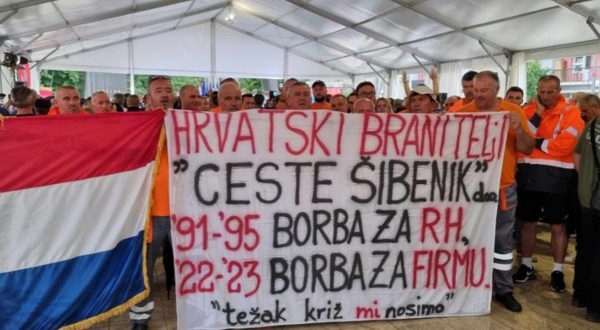 HRVATSKI BRANITELJI
"CESTE ŠIBENIK" d.o.o.
'91-'95 BORBA ZA RH,
'22-'23 BORBA ZA FIRMU.
"težak križ mi nosimo"